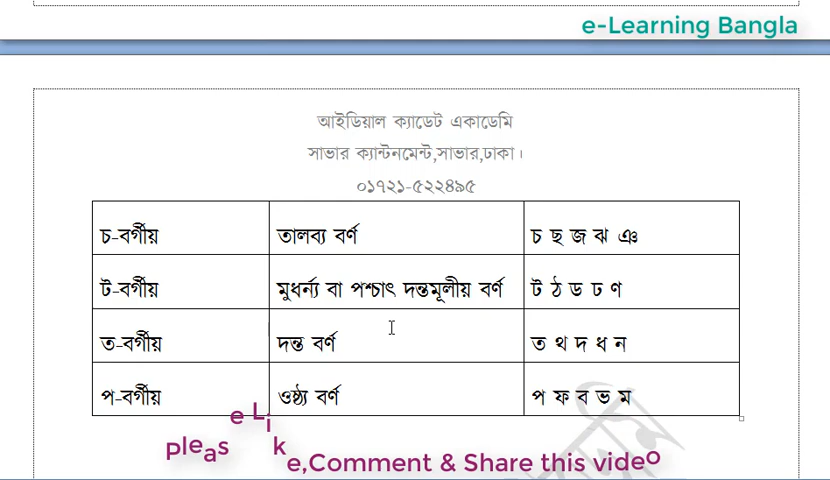 e-Learning Bangla
আইডিয়াল ক্যাডেট একাডেমি
সাভার ক্যান্টনমেন্ট,সাভার,ঢাকা।
০১৭২১-৫২২৪৯৫
চ-বর্গীয় তালব্য বর্ণ চ ছ জ ঝ ঞ
ট-বর্গীয় মুধর্ন্য বা পশ্চাৎ দন্তমূলীয় বর্ণ ট ঠ ড ঢ ণ
ত-বর্গীয় দন্ত বর্ণ ত থ দ ধ ন
প-বর্গীয় ওষ্ঠ্য বর্ণ প ফ ব ভ ম
please Like,Comment & Share this video